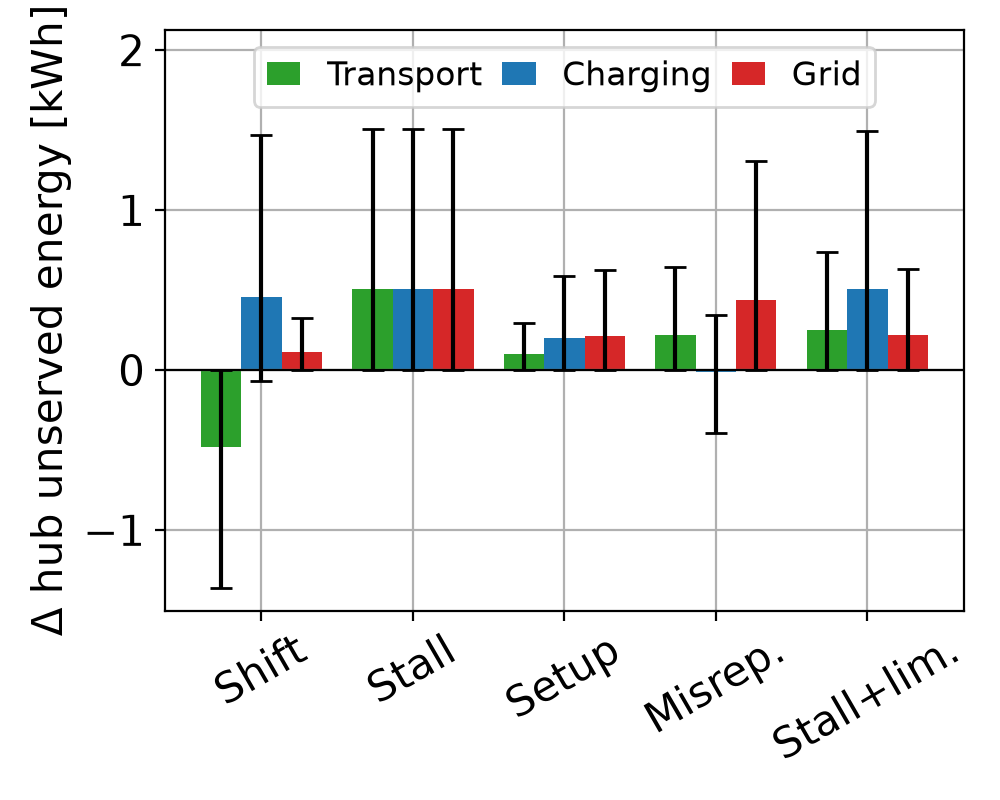 Δ hub unserved energy [kWh]
2
1
0
−1
Transport Charging Grid
Shift Stall Setup Misrep. Stall+lim.